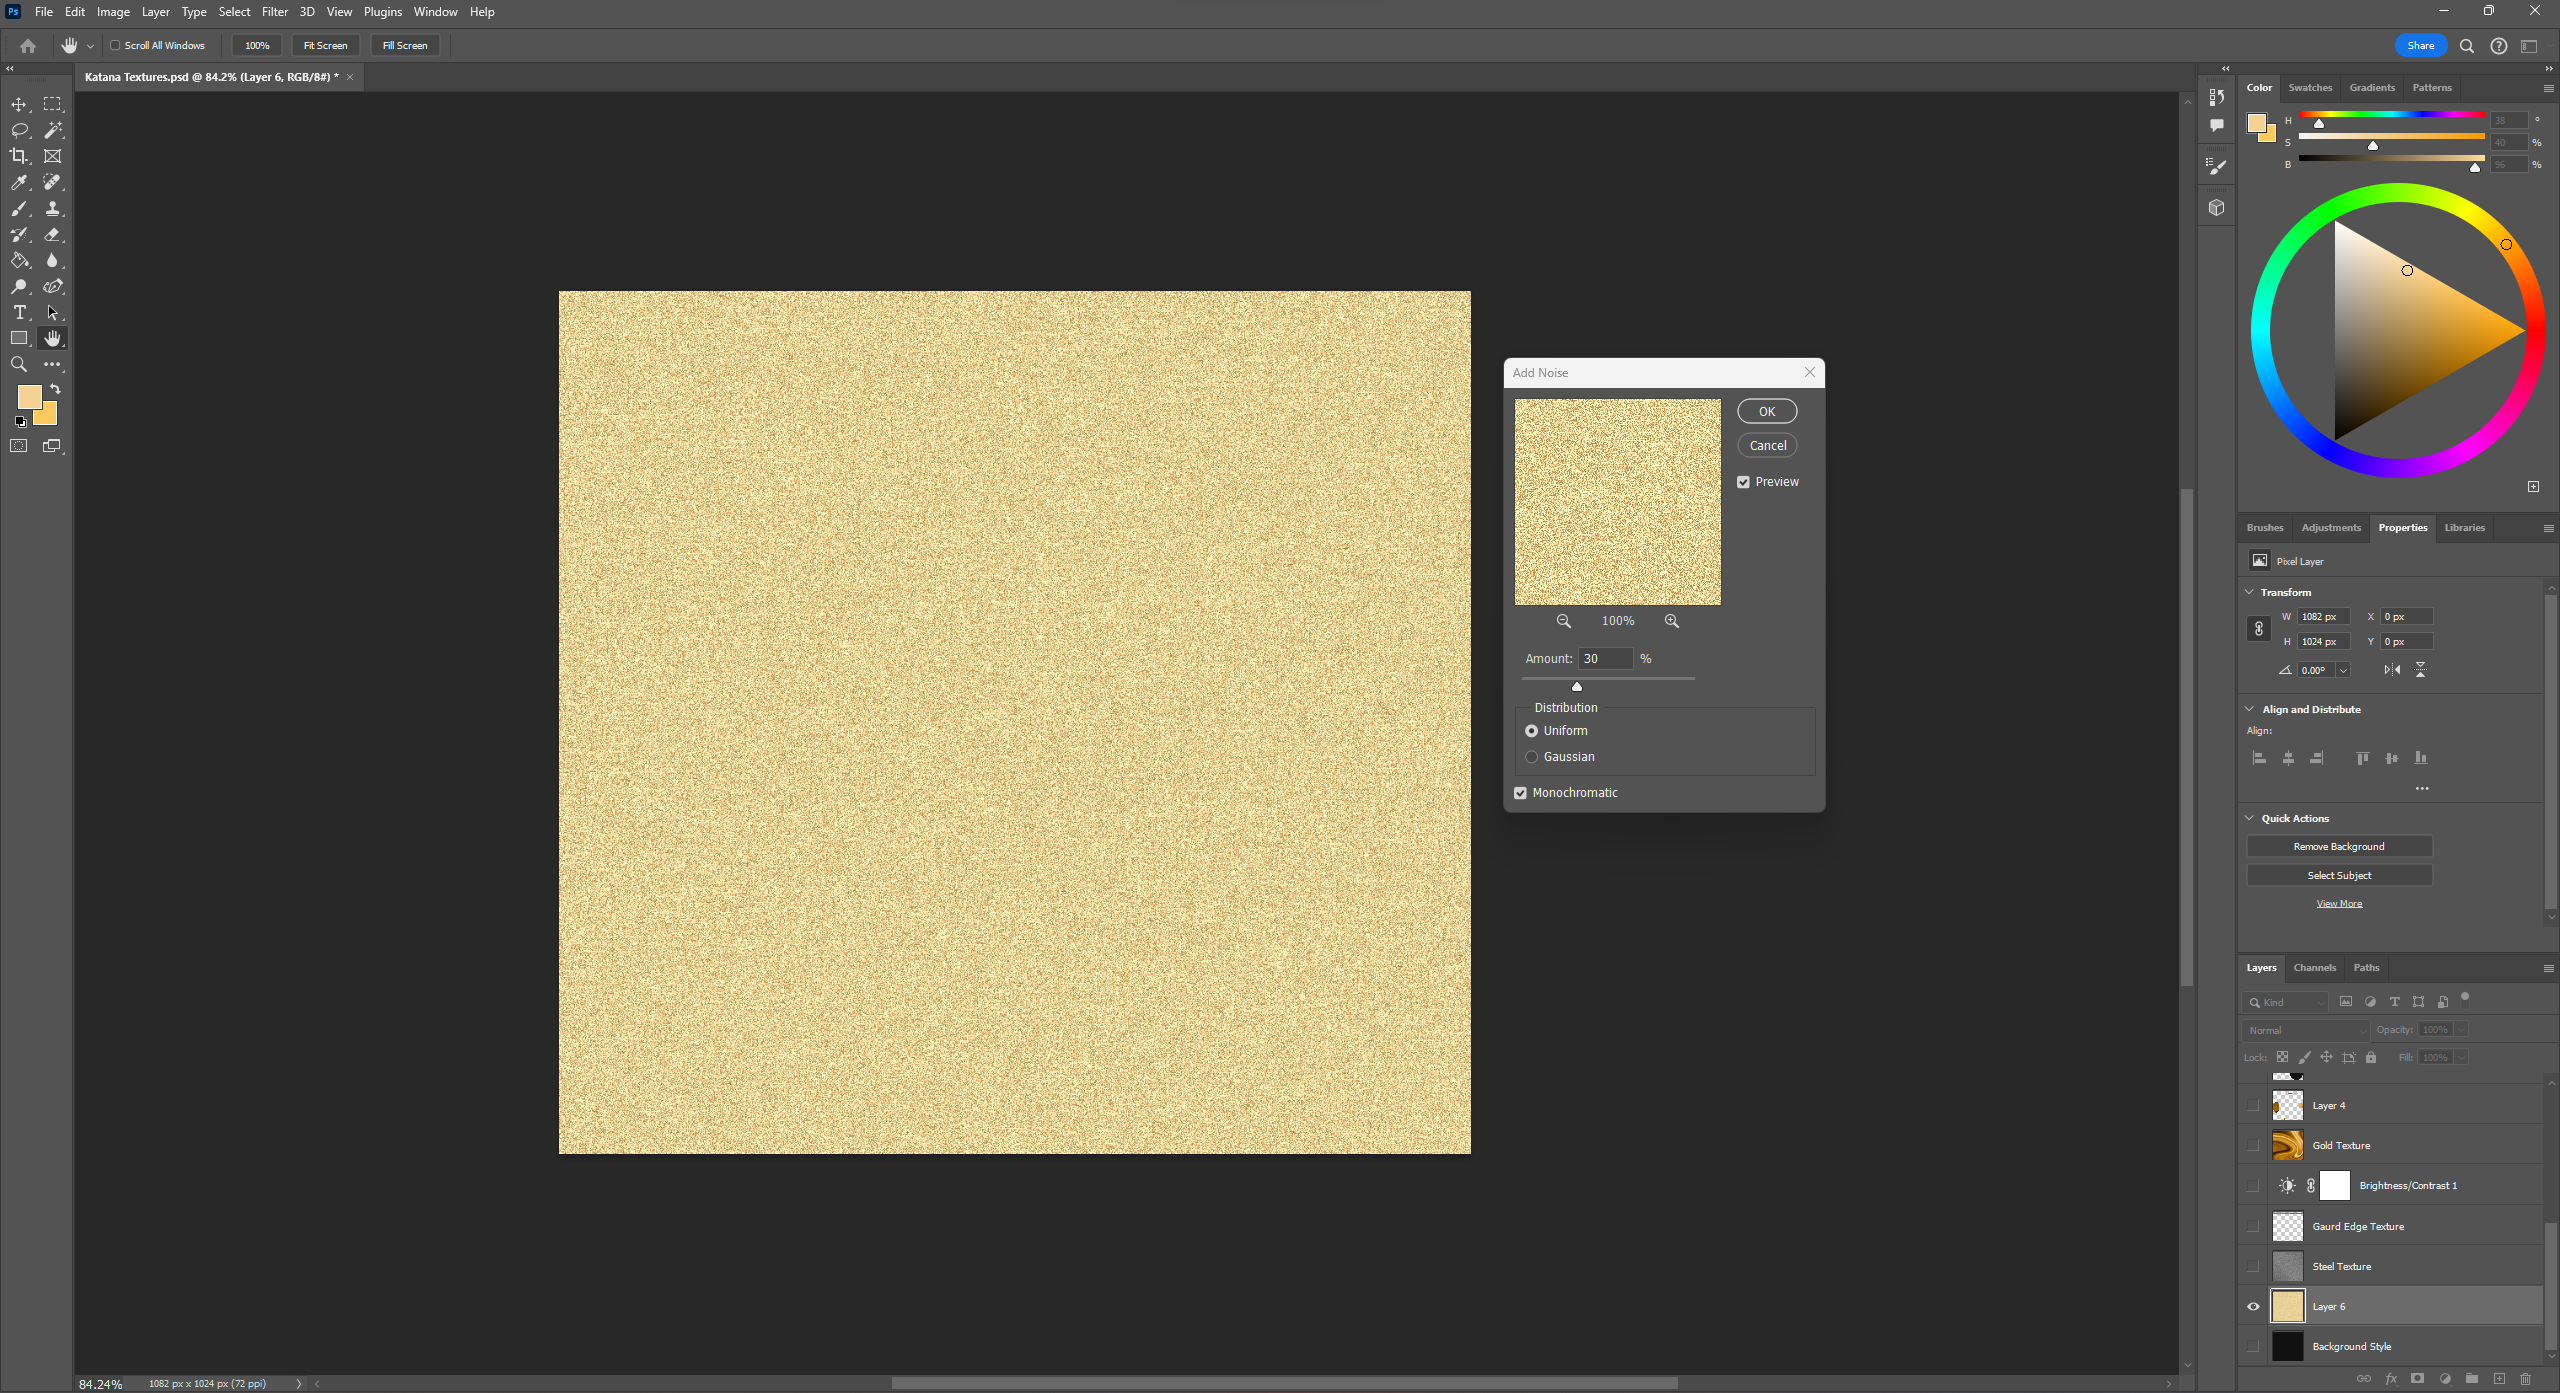 Ps File Edit Image Layer Type Select Filter 3D View Plugins Window Help
Scroll All Windows 100% Fit Screen Fill Screen Share
Katana Textures.psd @ 84.2% (Layer 6, RGB/8#) *
Color Swatches Gradients Patterns
H 38 °
S 40 %
B 96 %
Add Noise
OK
Cancel
Preview
100%
Amount: 30 %
Distribution
Uniform
Gaussian
Monochromatic
Brushes Adjustments Properties Libraries
Pixel Layer
Transform
W 1082 px X 0 px
H 1024 px Y 0 px
0.00°
Align and Distribute
Align:
Quick Actions
Remove Background
Select Subject
View More
Layers Channels Paths
Kind
Normal Opacity: 100%
Lock: Fill: 100%
Layer 4
Gold Texture
Brightness/Contrast 1
Gaurd Edge Texture
Steel Texture
Layer 6
Background Style
fx
84.24% 1082 px x 1024 px (72 ppi)